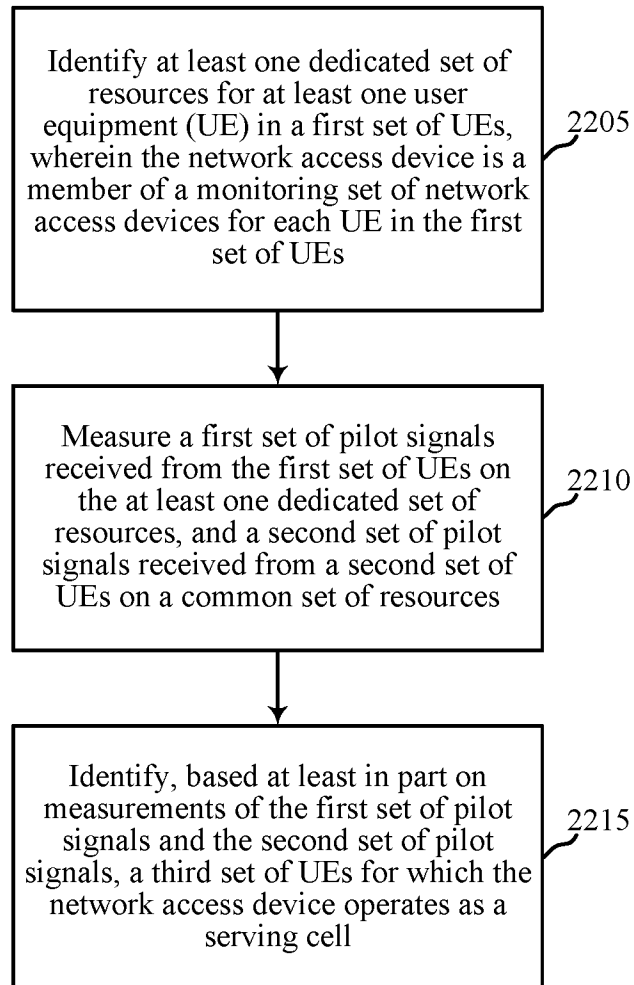 Identify at least one dedicated set of
resources for at least one user
equipment (UE) in a first set of UEs,
wherein the network access device is a
member of a monitoring set of network
access devices for each UE in the first
set of UEs
2205
Measure a first set of pilot signals
received from the first set of UEs on
the at least one dedicated set of
resources, and a second set of pilot
signals received from a second set of
UEs on a common set of resources
2210
Identify, based at least in part on
measurements of the first set of pilot
signals and the second set of pilot
signals, a third set of UEs for which the
network access device operates as a
serving cell
2215